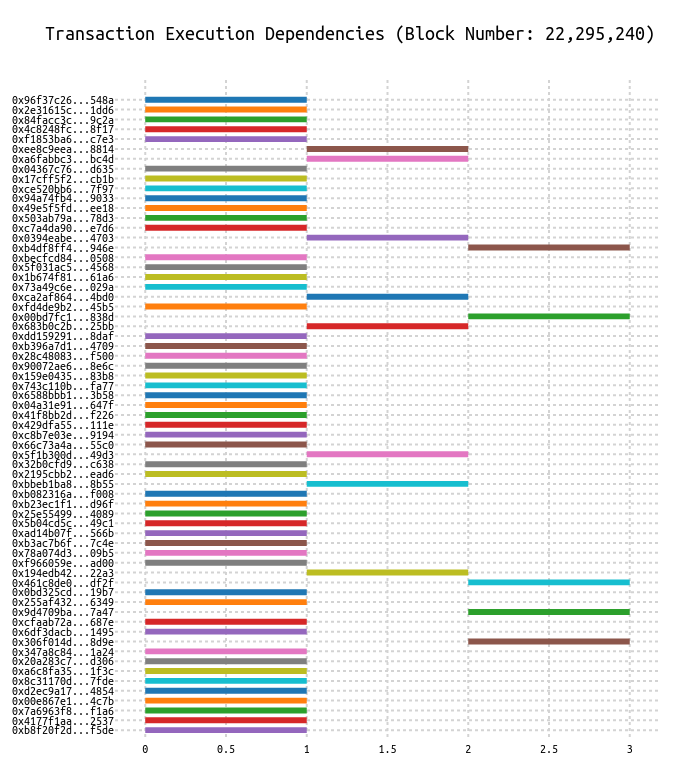 Transaction Execution Dependencies (Block Number: 22,295,240)
0x96f37c26...548a
0x2e31615c...1dd6
0x84facc3c...9c2a
0x4c8248fc...8f17
0xf1853ba6...c7e3
0xee8c9eea...8814
0xa6fabbc3...bc4d
0x04367c76...d635
0x17cff5f2...cb1b
0xce520bb6...7f97
0x94a74fb4...9033
0x49e5f5fd...ee18
0x503ab79a...78d3
0xc7a4da90...e7d6
0x0394eabe...4703
0xb4df8ff4...946e
0xbecfcd84...0508
0x5f031ac5...4568
0x1b674f81...61a6
0x73a49c6e...029a
0xca2af864...4bd0
0xfd4de9b2...45b5
0x00bd7fc1...838d
0x683b0c2b...25bb
0xdd159291...8daf
0xb396a7d1...4709
0x28c48083...f500
0x90072ae6...8e6c
0x159e0435...83b8
0x743c110b...fa77
0x6588bbb1...3b58
0x04a31e91...647f
0x41f8bb2d...f226
0x429dfa55...111e
0xc8b7e03e...9194
0x66c73a4a...55c0
0x5f1b300d...49d3
0x32b0cfd9...c638
0x2195cbb2...ead6
0xbbeb1ba8...8b55
0xb082316a...f008
0xb23ec1f1...d96f
0x25e55499...4089
0x5b04cd5c...49c1
0xad14b07f...566b
0xb3ac7b6f...7c4e
0x78a074d3...09b5
0xf966059e...ad00
0x194edb42...22a3
0x461c8de0...df2f
0x0bd325cd...19b7
0x255af432...6349
0x9d4709ba...7a47
0xcfaab72a...687e
0x6df3dacb...1495
0x306f014d...8d9e
0x347a8c84...1a24
0x20a283c7...d306
0xa6c8fa35...1f3c
0x8c31170d...7fde
0xd2ec9a17...4854
0x00e867e1...4c7b
0x7a6963f8...f1a6
0x4177f1aa...2537
0xb8f20f2d...f5de
0 0.5 1 1.5 2 2.5 3